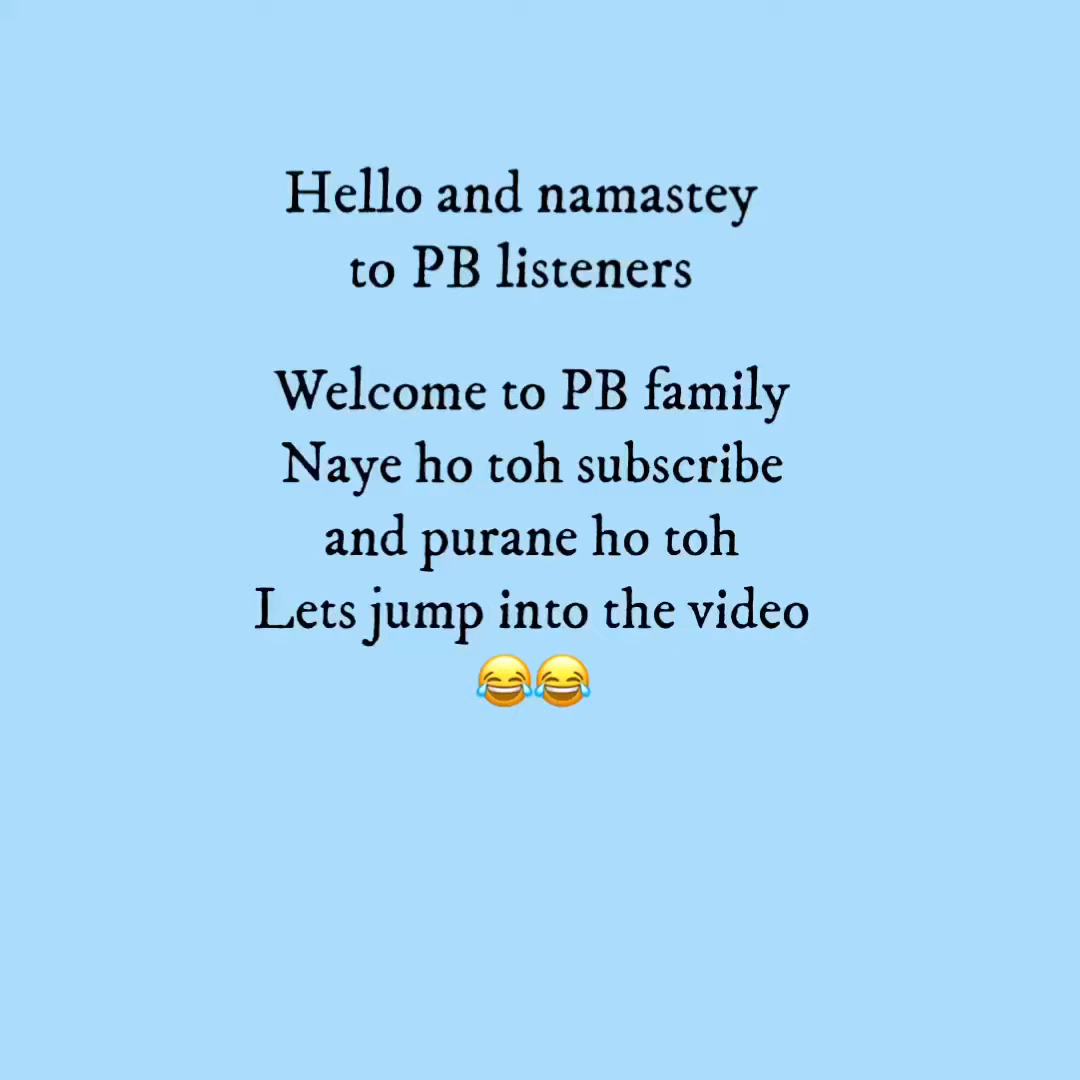 Hello and namastey
to PB listeners
Welcome to PB family
Naye ho toh subscribe
and purane ho toh
Lets jump into the video
😂😂